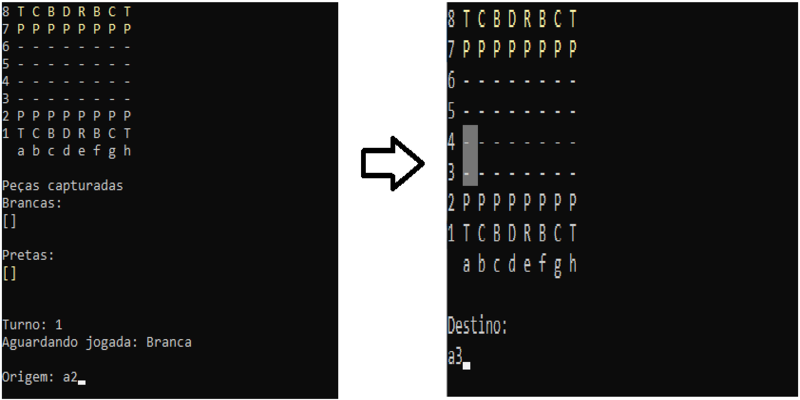 8 T C B D R B C T
7 P P P P P P P P
6 - - - - - - - -
5 - - - - - - - -
4 - - - - - - - -
3 - - - - - - - -
2 P P P P P P P P
1 T C B D R B C T
a b c d e f g h
Peças capturadas
Brancas:
[]
Pretas:
[]
Turno: 1
Aguardando jogada: Branca
Origem: a2
8 T C B D R B C T
7 P P P P P P P P
6 - - - - - - - -
5 - - - - - - - -
4 - - - - - - - -
3 - - - - - - - -
2 P P P P P P P P
1 T C B D R B C T
a b c d e f g h
Destino:
a3